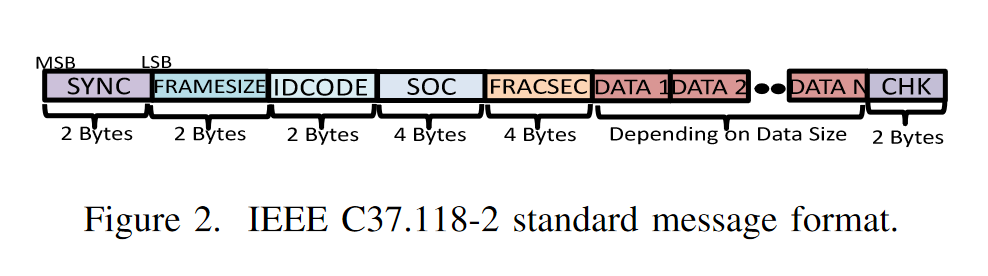 MSB LSB
SYNC FRAMESIZE IDCODE SOC FRACSEC DATA 1 DATA 2 DATA N CHK
2 Bytes 2 Bytes 2 Bytes 4 Bytes 4 Bytes Depending on Data Size 2 Bytes
Figure 2. IEEE C37.118-2 standard message format.